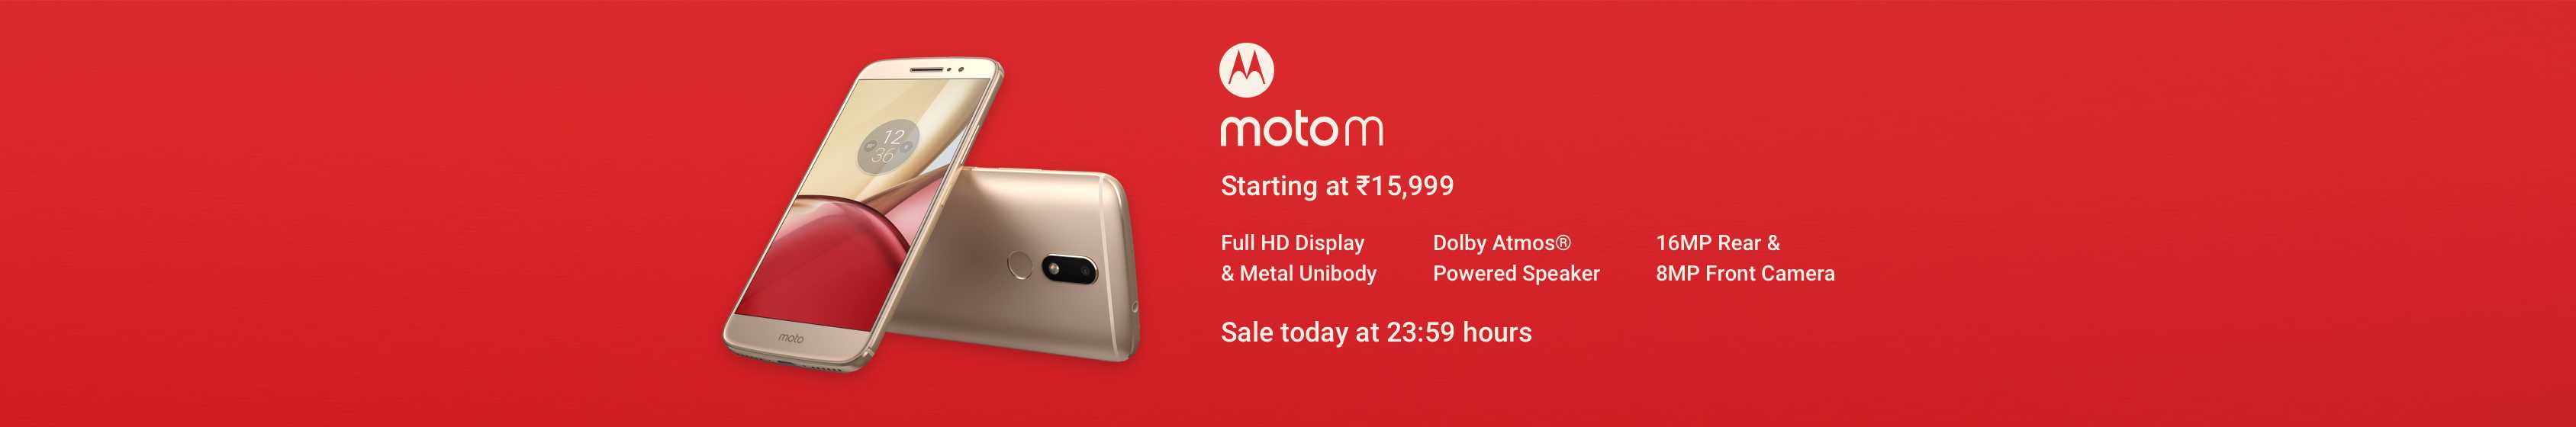 moto m
Starting at ₹15,999
Full HD Display
& Metal Unibody
Dolby Atmos®
Powered Speaker
16MP Rear &
8MP Front Camera
Sale today at 23:59 hours
12
36
moto